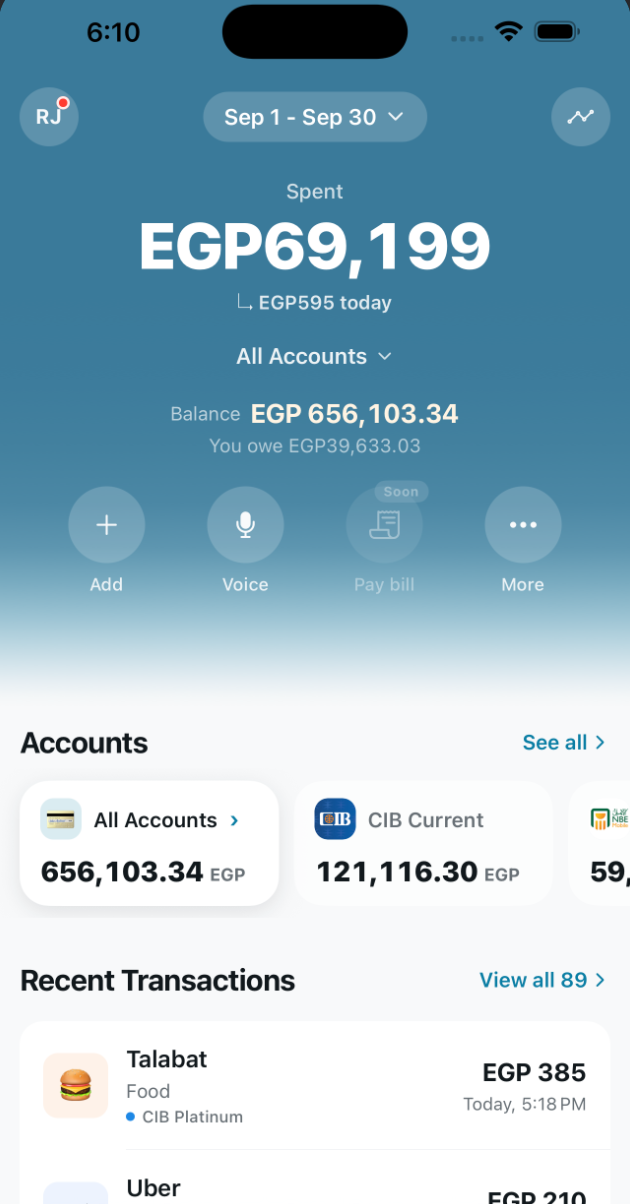 6:10
RJ
Sep 1 - Sep 30
Spent
EGP69,199
EGP595 today
All Accounts
Balance EGP 656,103.34
You owe EGP39,633.03
Soon
Add
Voice
Pay bill
More
Accounts
See all
All Accounts
656,103.34 EGP
CIB
CIB Current
121,116.30 EGP
NBE
59,
Recent Transactions
View all 89
Talabat
Food
CIB Platinum
EGP 385
Today, 5:18 PM
Uber
EGP 210